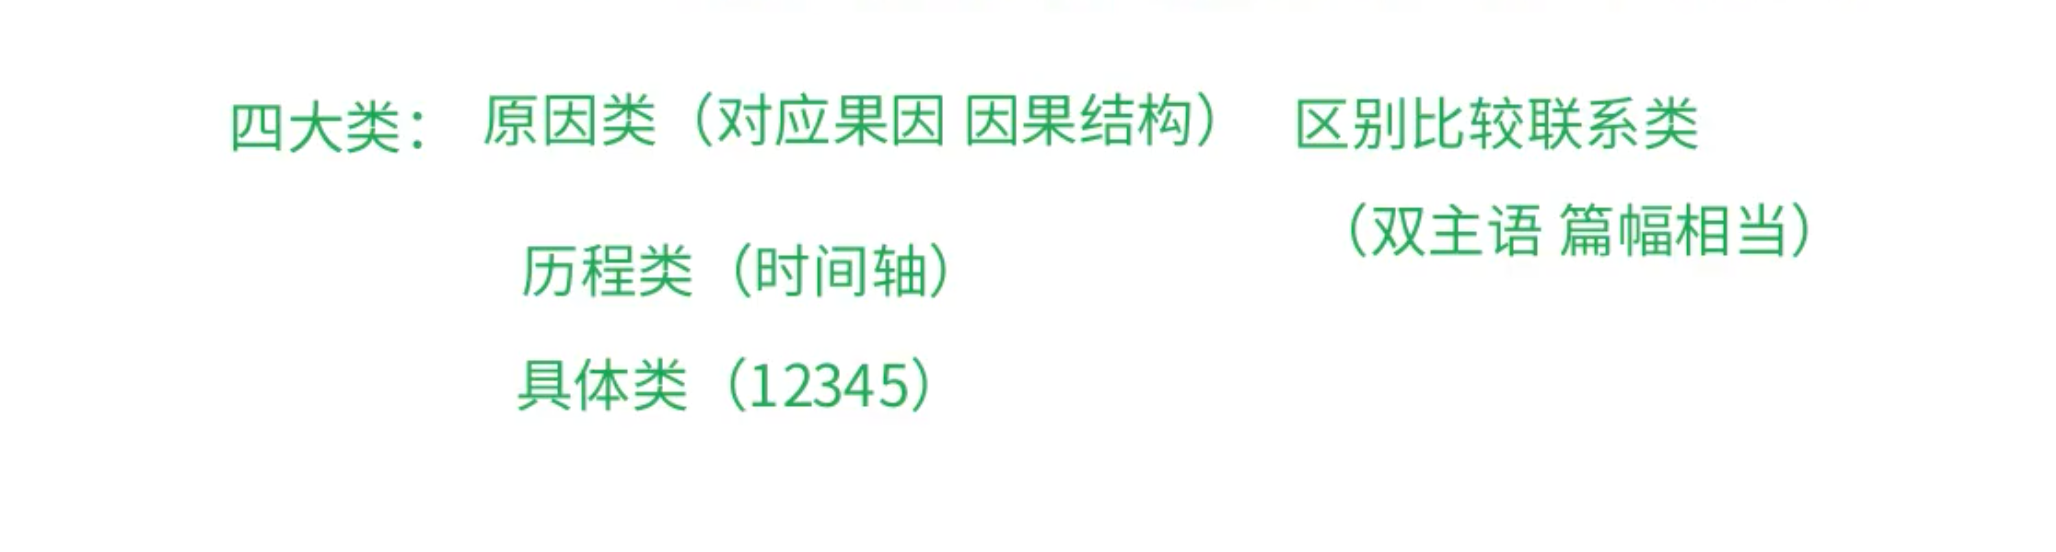 四大类： 原因类（对应果因 因果结构） 区别比较联系类
（双主语 篇幅相当）
历程类（时间轴）
具体类（12345）